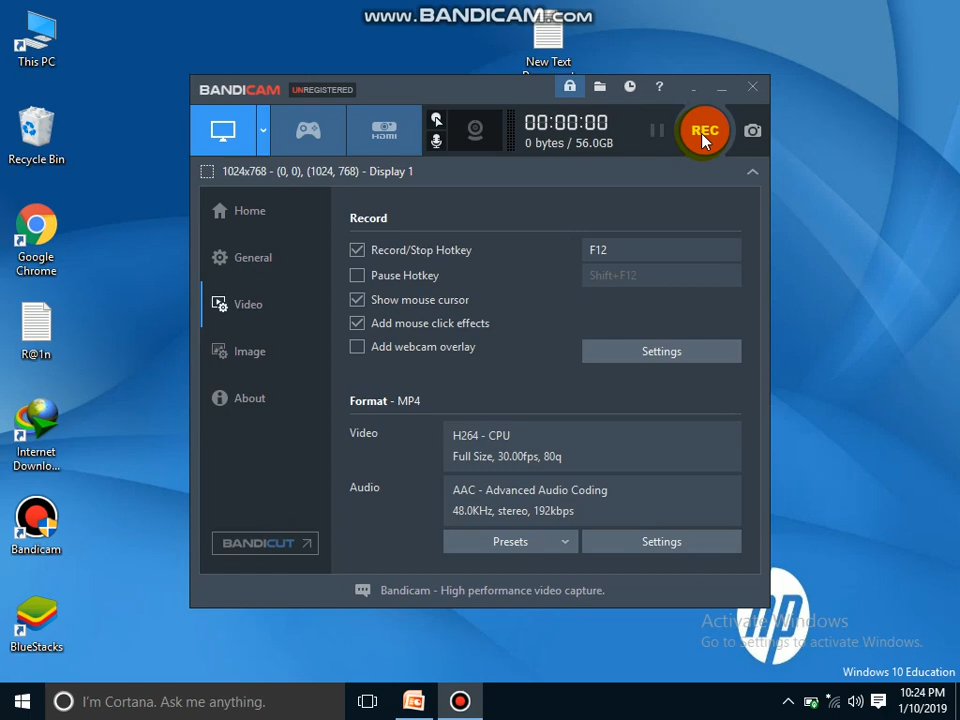 www.BANDICAM.com
This PC
New Text
BANDICAM UNREGISTERED
?
00:00:00
0 bytes / 56.0GB
REC
HDMI
Recycle Bin
1024x768 - (0, 0), (1024, 768) - Display 1
Home
General
Video
Image
About
BANDICUT
Record
Record/Stop Hotkey
F12
Pause Hotkey
Shift+F12
Show mouse cursor
Add mouse click effects
Add webcam overlay
Settings
Format - MP4
Video
H264 - CPU
Full Size, 30.00fps, 80q
Audio
AAC - Advanced Audio Coding
48.0KHz, stereo, 192kbps
Presets
Settings
Bandicam - High performance video capture.
Google
Chrome
R@1n
Internet
Downlo...
Bandicam
BlueStacks
hp
Activate Windows
Go to Settings to activate Windows.
Windows 10 Education
I'm Cortana. Ask me anything.
10:24 PM
1/10/2019